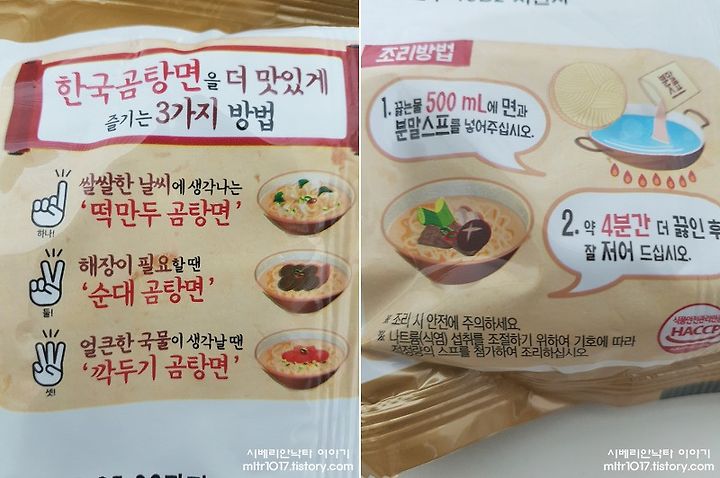 한국곰탕면을 더 맛있게
즐기는 3가지 방법
쌀쌀한 날씨에 생각나는
'떡만두 곰탕면'
하나!
해장이 필요할 땐
'순대 곰탕면'
둘!
얼큰한 국물이 생각날 땐
'깍두기 곰탕면'
셋!
시베리안낙타 이야기
mltr1017.tistory.com
조리방법
1. 끓는물 500 mL에 면과
분말스프를 넣어주십시오.
2. 약 4분간 더 끓인 후
잘 저어 드십시오.
※ 조리 시 안전에 주의하세요.
※ 나트륨(식염) 섭취를 조절하기 위하여 기호에 따라
적정량의 스프를 첨가하여 조리하십시오.
HACCP
시베리안낙타 이야기
mltr1017.tistory.com